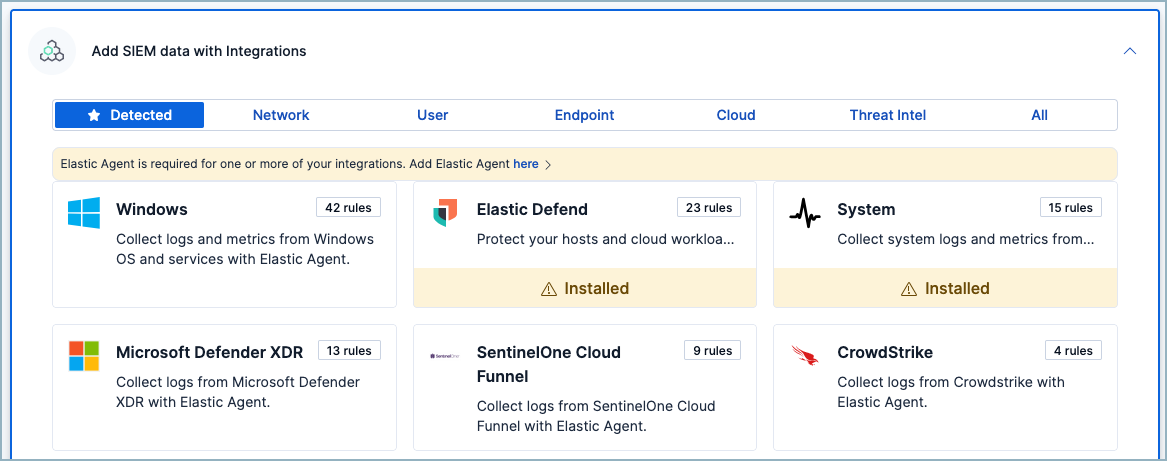 Add SIEM data with Integrations
Detected
Network
User
Endpoint
Cloud
Threat Intel
All
Elastic Agent is required for one or more of your integrations. Add Elastic Agent here
Windows
42 rules
Collect logs and metrics from Windows
OS and services with Elastic Agent.
Elastic Defend
23 rules
Protect your hosts and cloud workloa...
Installed
System
15 rules
Collect system logs and metrics from...
Installed
Microsoft Defender XDR
13 rules
Collect logs from Microsoft Defender
XDR with Elastic Agent.
SentinelOne
SentinelOne Cloud
Funnel
9 rules
Collect logs from SentinelOne Cloud
Funnel with Elastic Agent.
CrowdStrike
4 rules
Collect logs from Crowdstrike with
Elastic Agent.